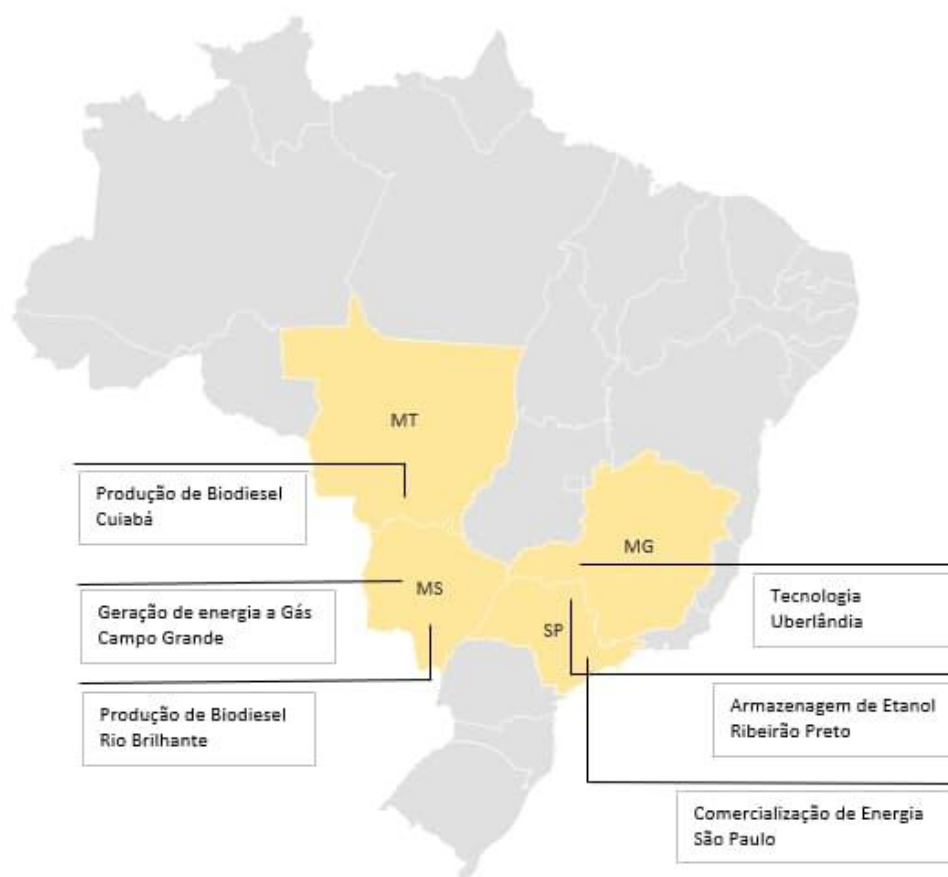 MT
Produção de Biodiesel
Cuiabá
MG
MS
Tecnologia
Uberlândia
Geração de energia a Gás
Campo Grande
SP
Produção de Biodiesel
Rio Brilhante
Armazenagem de Etanol
Ribeirão Preto
Comercialização de Energia
São Paulo